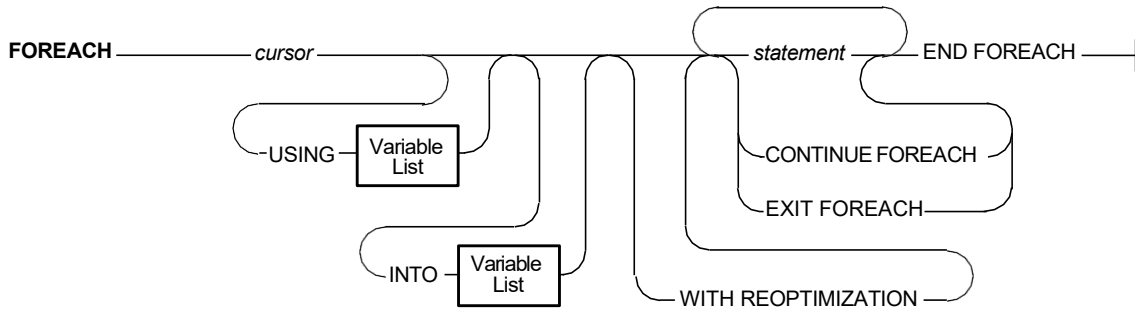 FOREACH cursor statement END FOREACH
USING Variable List
CONTINUE FOREACH
EXIT FOREACH
INTO Variable List
WITH REOPTIMIZATION